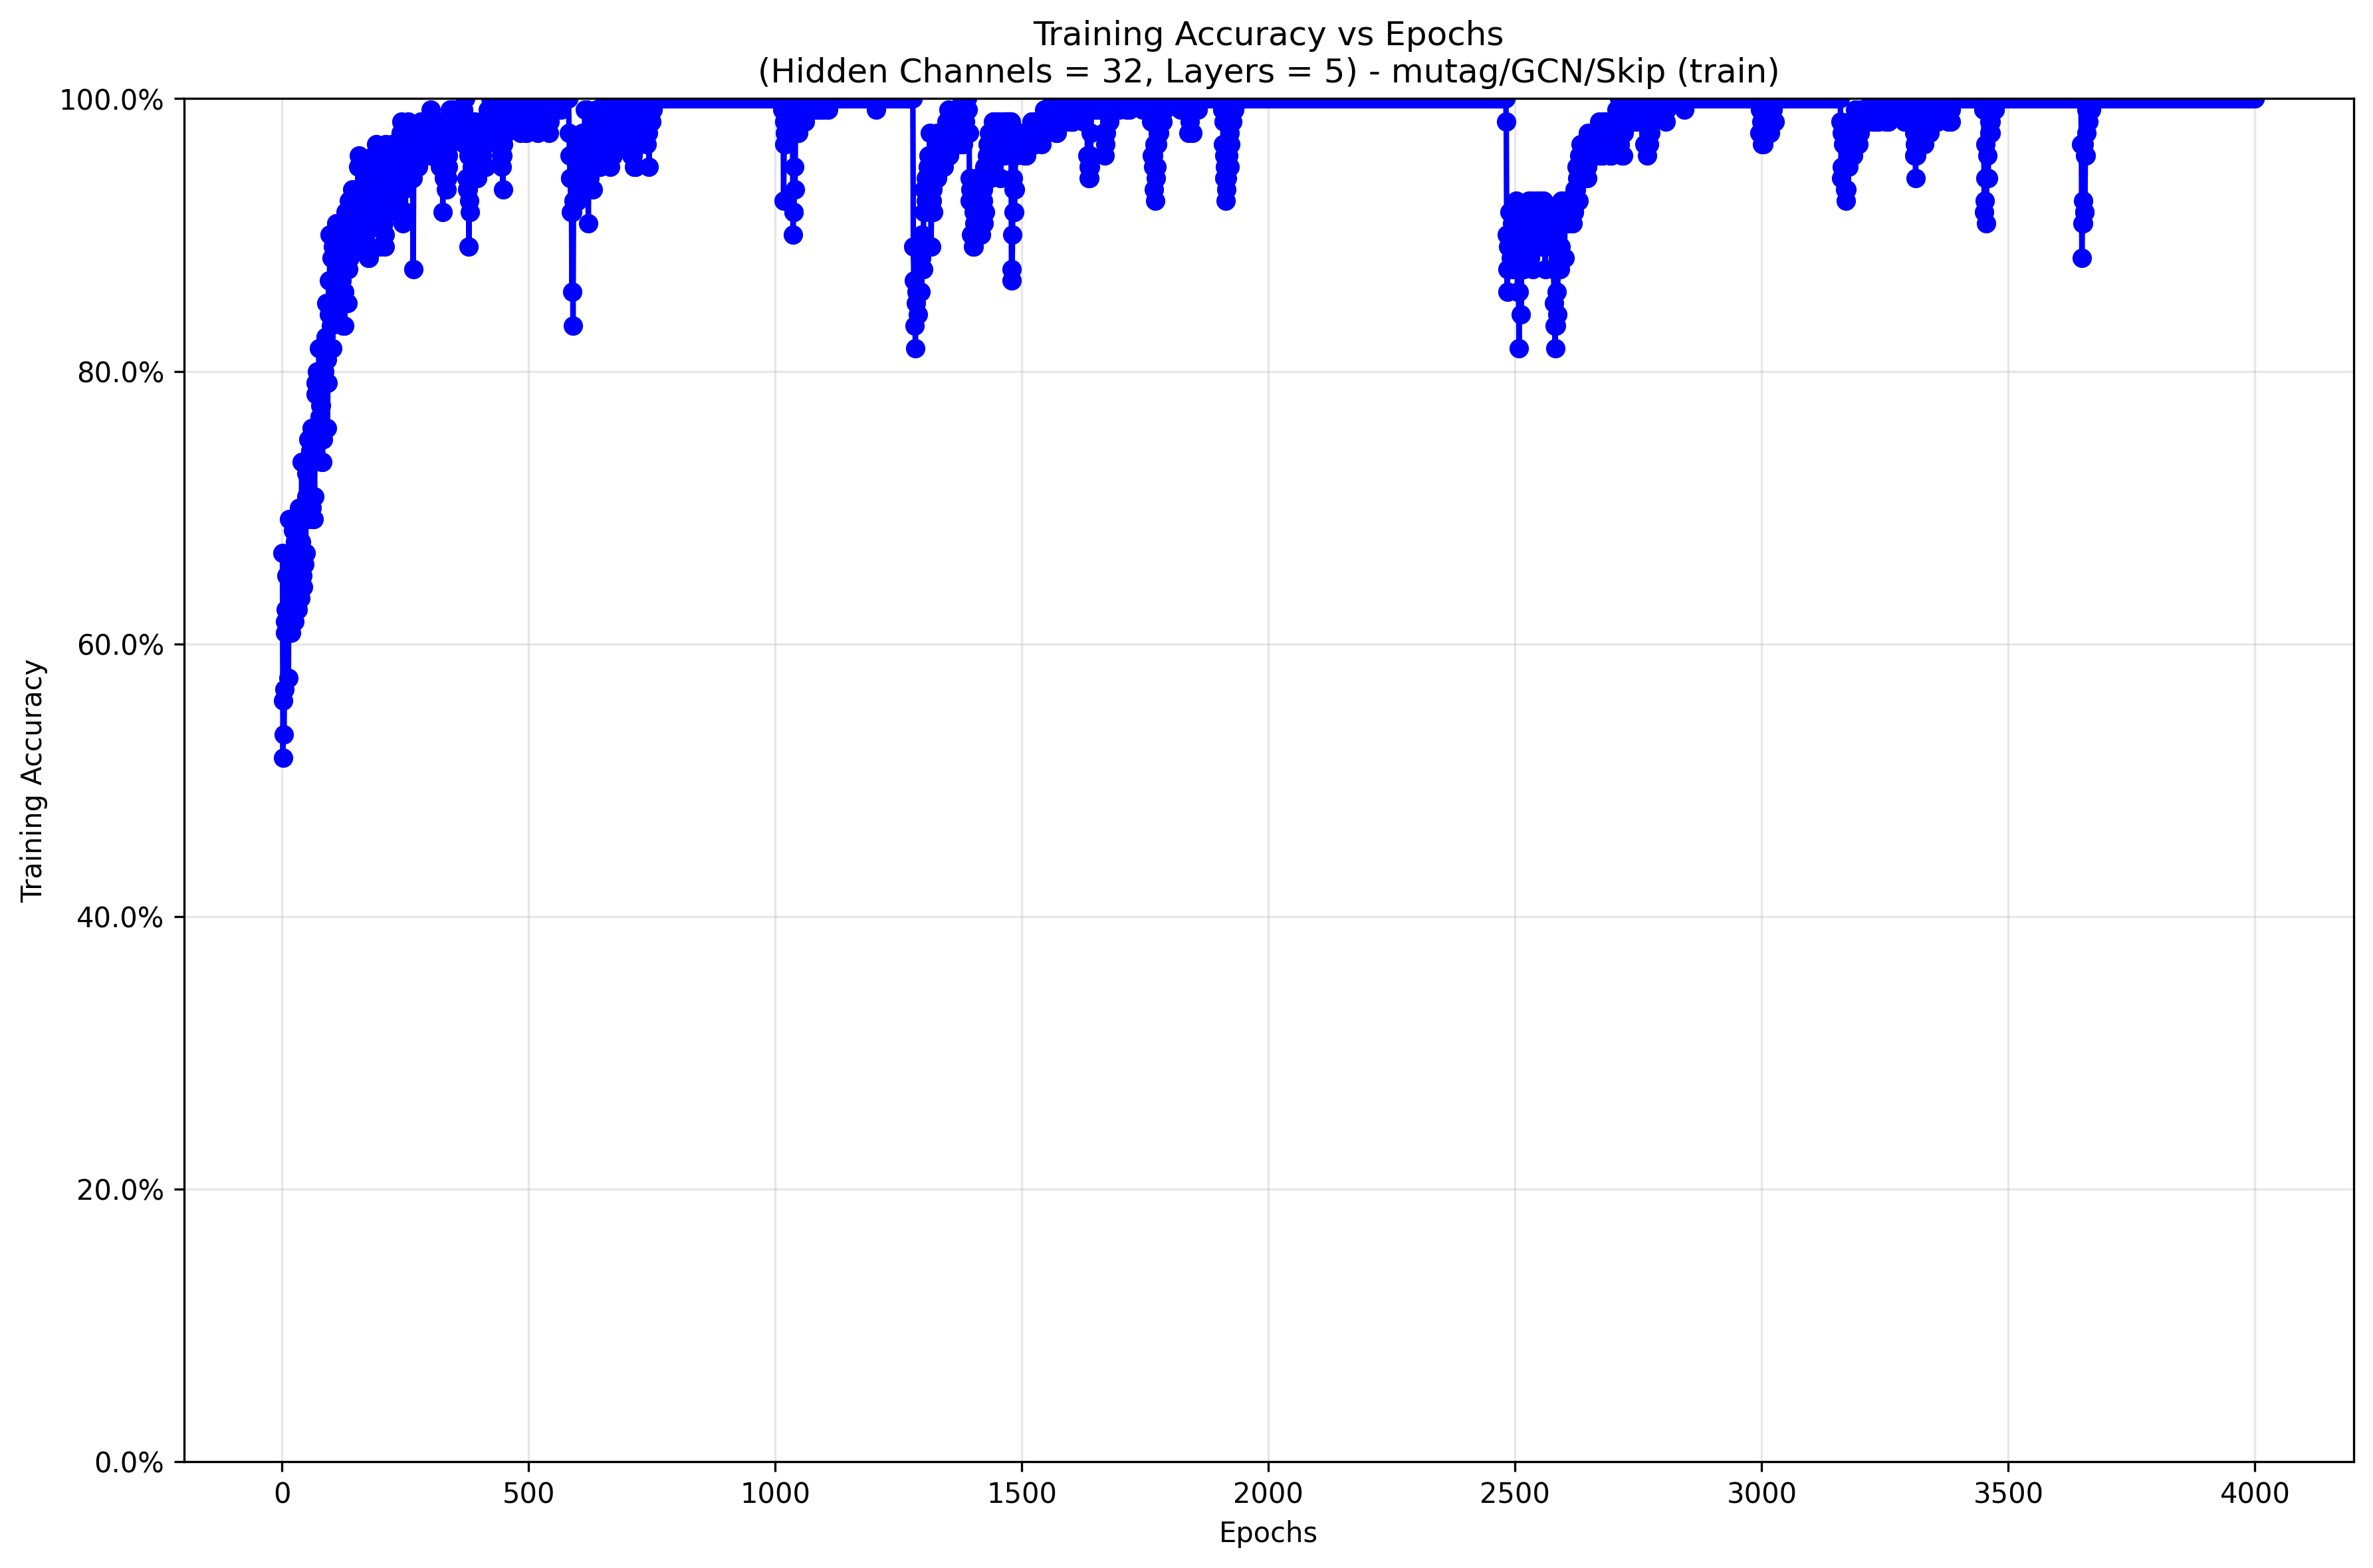 Training Accuracy vs Epochs
(Hidden Channels = 32, Layers = 5) - mutag/GCN/Skip (train)
Training Accuracy
100.0%
80.0%
60.0%
40.0%
20.0%
0.0%
0 500 1000 1500 2000 2500 3000 3500 4000
Epochs